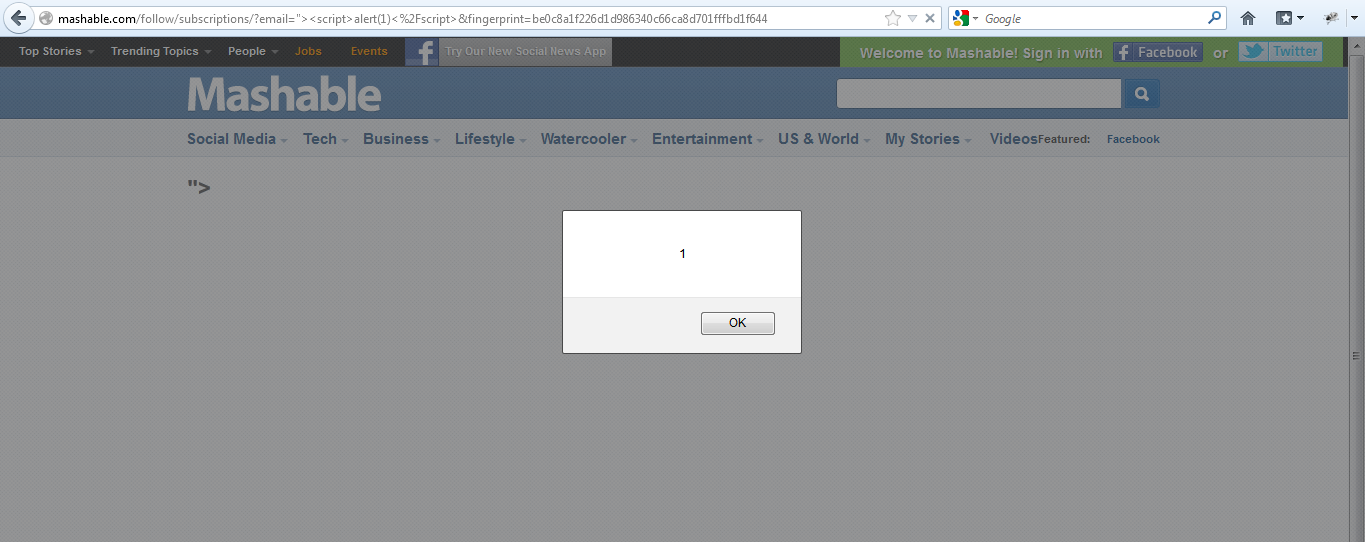 mashable.com/follow/subscriptions/?email="><script>alert(1)<%2Fscript>&fingerprint=be0c8a1f226d1d986340c66ca8d701fffbd1f644
Google
Top Stories Trending Topics People Jobs Events f Try Our New Social News App Welcome to Mashable! Sign in with f Facebook or Twitter
Mashable
Social Media Tech Business Lifestyle Watercooler Entertainment US & World My Stories Videos Featured: Facebook
">
1
OK